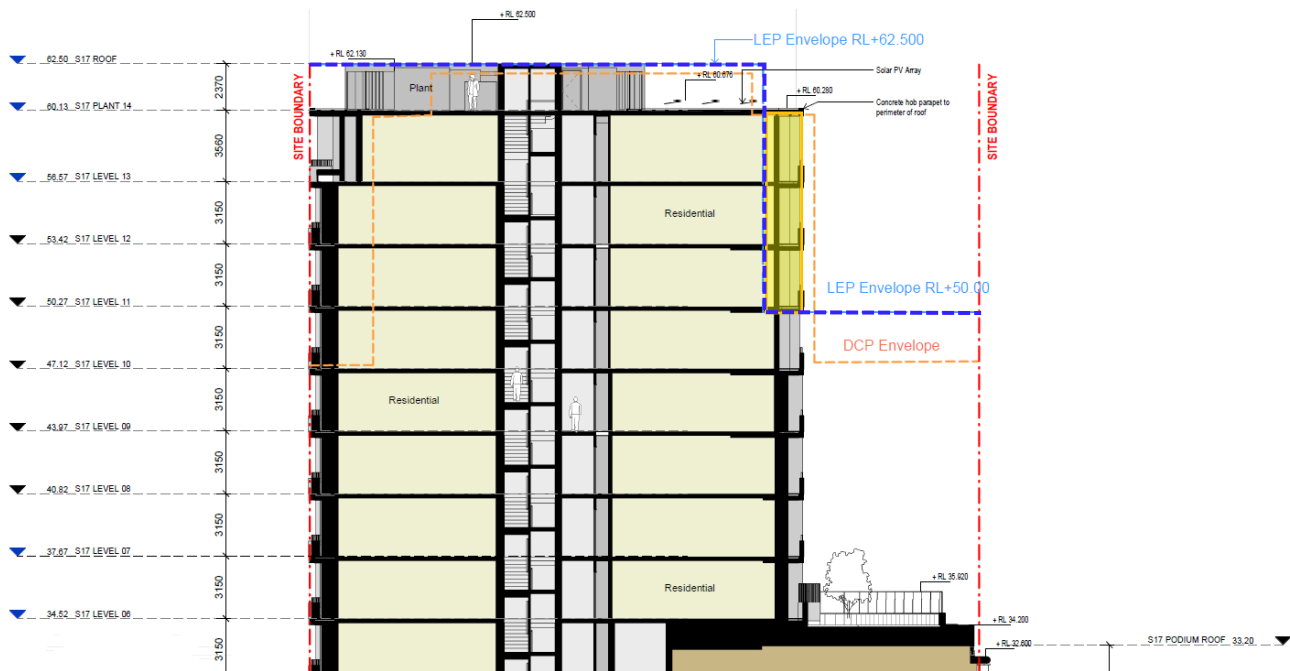 + RL 62.500
LEP Envelope RL+62.500
62.50 S17 ROOF
+ RL 62.130
Solar PV Array
+ RL 60.676
2370
Plant
+ RL 60.280
Concrete hob parapet to
perimeter of roof
60.13 S17 PLANT 14
SITE BOUNDARY
SITE BOUNDARY
3560
56.57 S17 LEVEL 13
3150
Residential
53.42 S17 LEVEL 12
3150
LEP Envelope RL+50.00
50.27 S17 LEVEL 11
3150
DCP Envelope
47.12 S17 LEVEL 10
3150
Residential
43.97 S17 LEVEL 09
3150
40.82 S17 LEVEL 08
3150
37.67 S17 LEVEL 07
3150
Residential
+ RL 35.920
34.52 S17 LEVEL 06
+ RL 34.200
3150
+ RL 32.600
S17 PODIUM ROOF 33.20